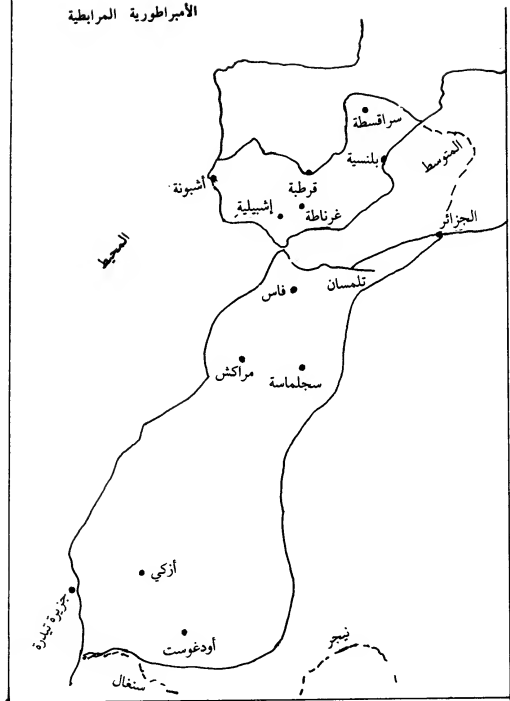 الأمبراطورية المرابطية
سراقسطة
المتوسط
بلنسية
أشبونة
قرطبة
إشبيلية
غرناطة
الجزائر
المحيط
تلمسان
فاس
مراكش
سجلماسة
أزكي
جزيرة تيدرة
أودغوست
نيجر
سنغال